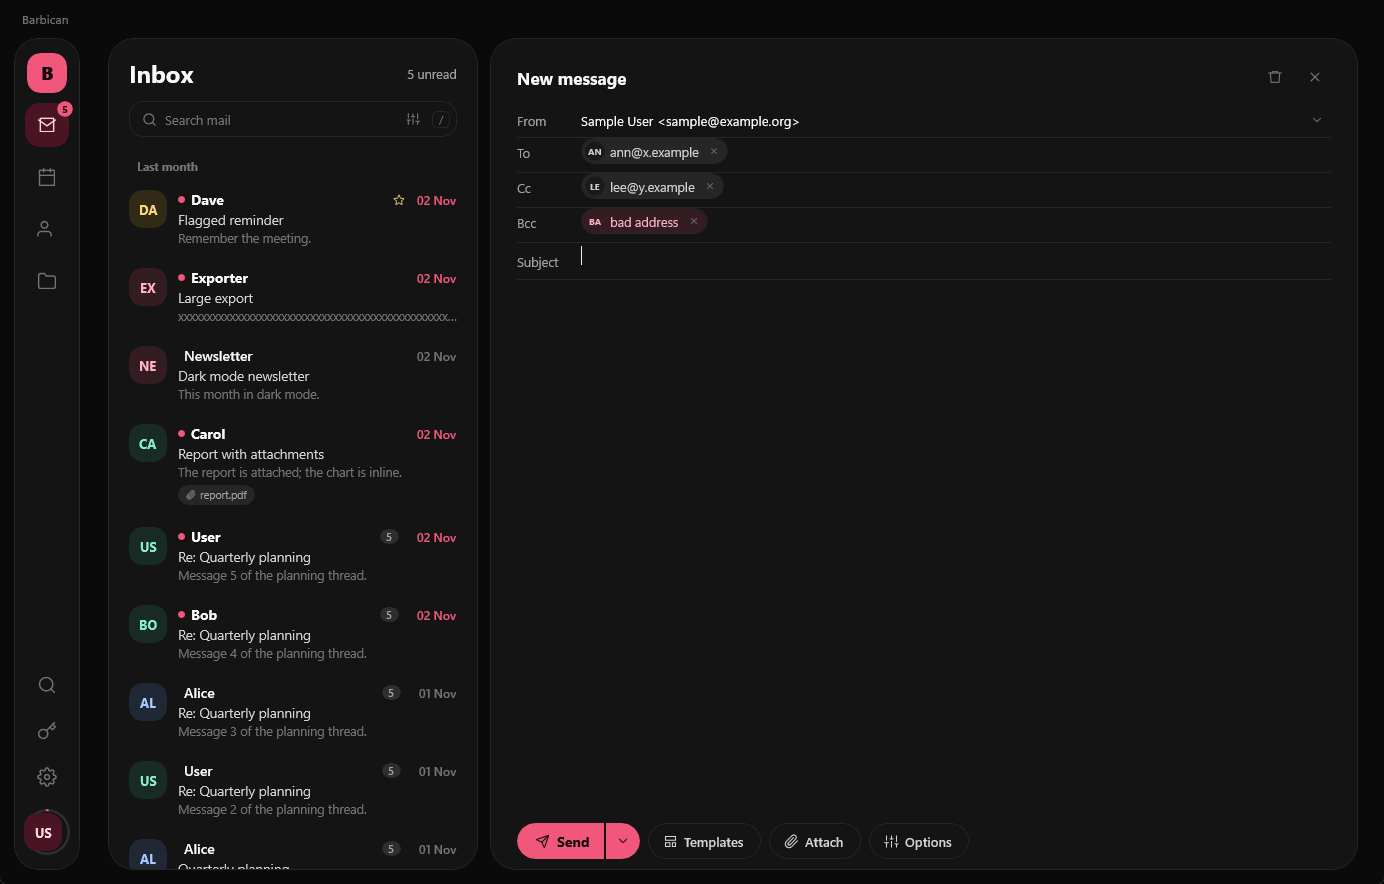 Barbican
B
5
US
Inbox
5 unread
Search mail
/
Last month
DA
Dave
02 Nov
Flagged reminder
Remember the meeting.
EX
Exporter
02 Nov
Large export
NE
Newsletter
02 Nov
Dark mode newsletter
This month in dark mode.
CA
Carol
02 Nov
Report with attachments
The report is attached; the chart is inline.
report.pdf
US
User
5
02 Nov
Re: Quarterly planning
Message 5 of the planning thread.
BO
Bob
5
02 Nov
Re: Quarterly planning
Message 4 of the planning thread.
AL
Alice
5
01 Nov
Re: Quarterly planning
Message 3 of the planning thread.
US
User
5
01 Nov
Re: Quarterly planning
Message 2 of the planning thread.
AL
Alice
5
01 Nov
Quarterly planning
New message
From
Sample User <sample@example.org>
To
AN ann@x.example
Cc
LE lee@y.example
Bcc
BA bad address
Subject
Send
Templates
Attach
Options